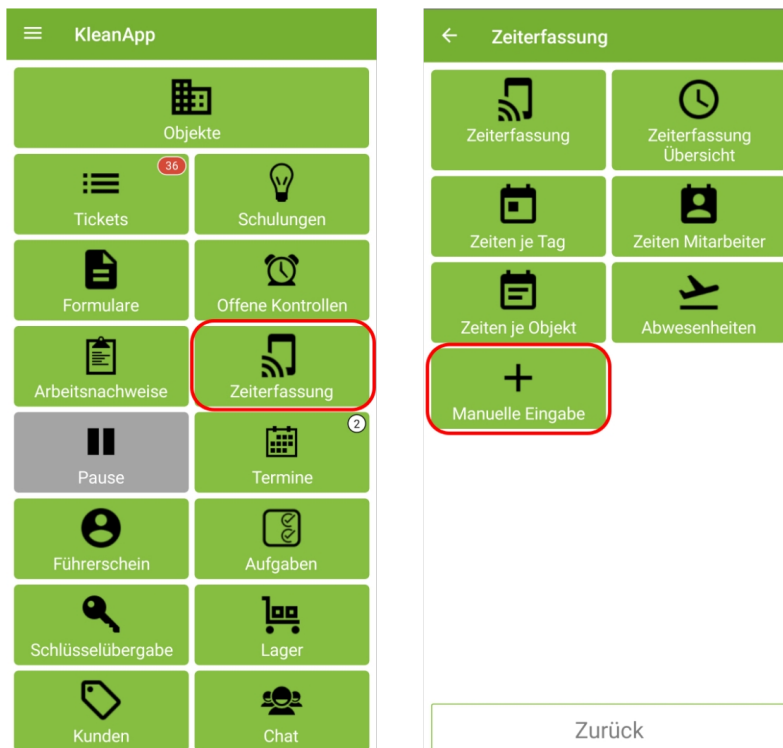 KleanApp
Objekte
36
Tickets
Schulungen
Formulare
Offene Kontrollen
Arbeitsnachweise
Zeiterfassung
2
Pause
Termine
Führerschein
Aufgaben
Schlüsselübergabe
Lager
Kunden
Chat
Zeiterfassung
Zeiterfassung
Zeiterfassung
Übersicht
Zeiten je Tag
Zeiten Mitarbeiter
Zeiten je Objekt
Abwesenheiten
Manuelle Eingabe
Zurück